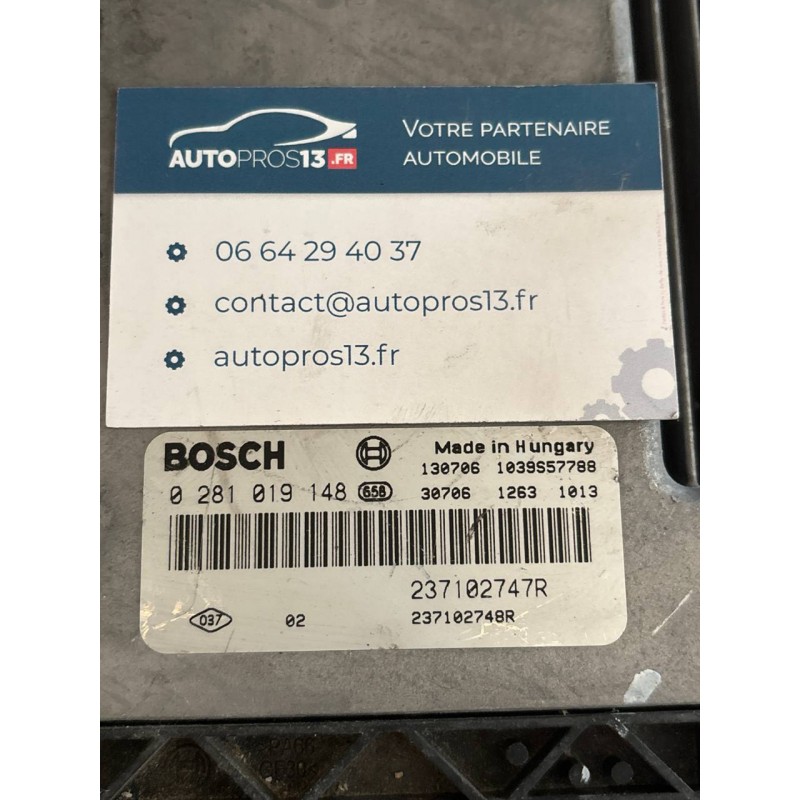 AUTOPROS13.FR
VOTRE PARTENAIRE
AUTOMOBILE
06 64 29 40 37
contact@autopros13.fr
autopros13.fr
BOSCH
Made in Hungary
130706 1039S57788
0 281 019 148 658
30706 1263 1013
237102747R
037 02
237102748R